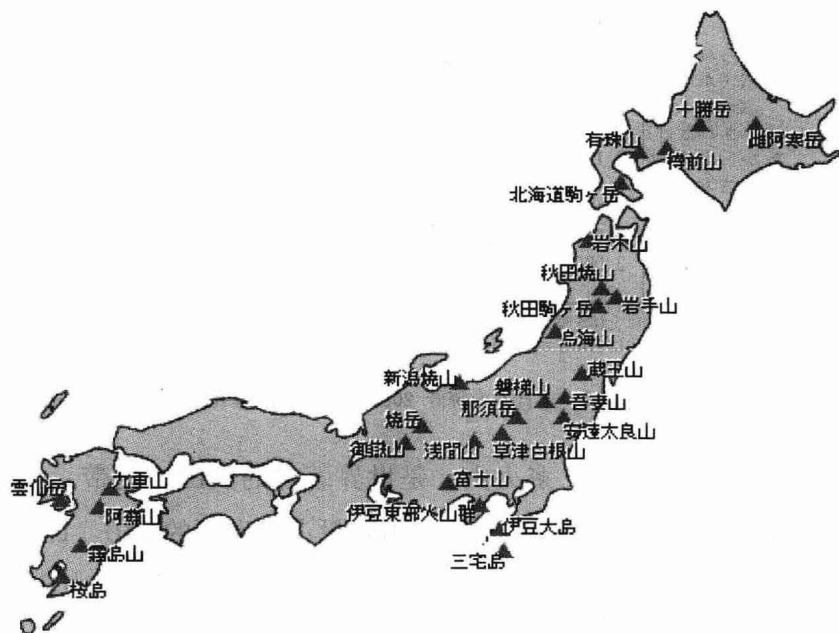 十勝岳
雌阿寒岳
有珠山
樽前山
北海道駒ヶ岳
岩木山
秋田焼山
秋田駒ヶ岳
岩手山
鳥海山
新潟焼山
蔵王山
磐梯山
吾妻山
那須岳
安達太良山
焼岳
御嶽山
浅間山
草津白根山
富士山
伊豆東部火山群
伊豆大島
三宅島
雲仙岳
九重山
阿蘇山
霧島山
桜島